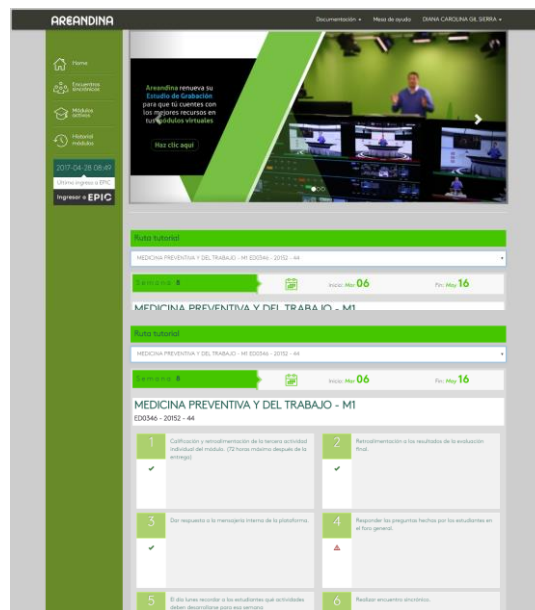 AREANDINA
Documentación
Mesa de ayuda
DIANA CAROLINA GIL SIERRA
Home
Encuentros
sincrónicos
Módulos
activos
Historial
módulos
2017-04-28 08:49
Ultimo ingreso a EPIC
Ingresar a EPIC
Areandina renueva su
Estudio de Grabación
para que tú cuentes con
los mejores recursos en
tus módulos virtuales
Haz clic aquí
Ruta tutorial
MEDICINA PREVENTIVA Y DEL TRABAJO - M1 ED0346 - 20152 - 44
Semana 8
Inicio: May 06
Fin: May 16
MEDICINA PREVENTIVA Y DEL TRABAJO - M1
Ruta tutorial
MEDICINA PREVENTIVA Y DEL TRABAJO - M1 ED0346 - 20152 - 44
Semana 8
Inicio: May 06
Fin: May 16
MEDICINA PREVENTIVA Y DEL TRABAJO - M1
ED0346 - 20152 - 44
1
Calificación y retroalimentación de la tercera actividad
individual del módulo. (72 horas máximo después de la
entrega)
2
Retroalimentación a los resultados de la evaluación
final.
3
Dar respuesta a la mensajería interna de la plataforma.
4
Responder las preguntas hechas por los estudiantes en
el foro general.
5
El día lunes recordar a los estudiantes qué actividades
deben desarrollarse para esa semana
6
Realizar encuentro sincrónico.